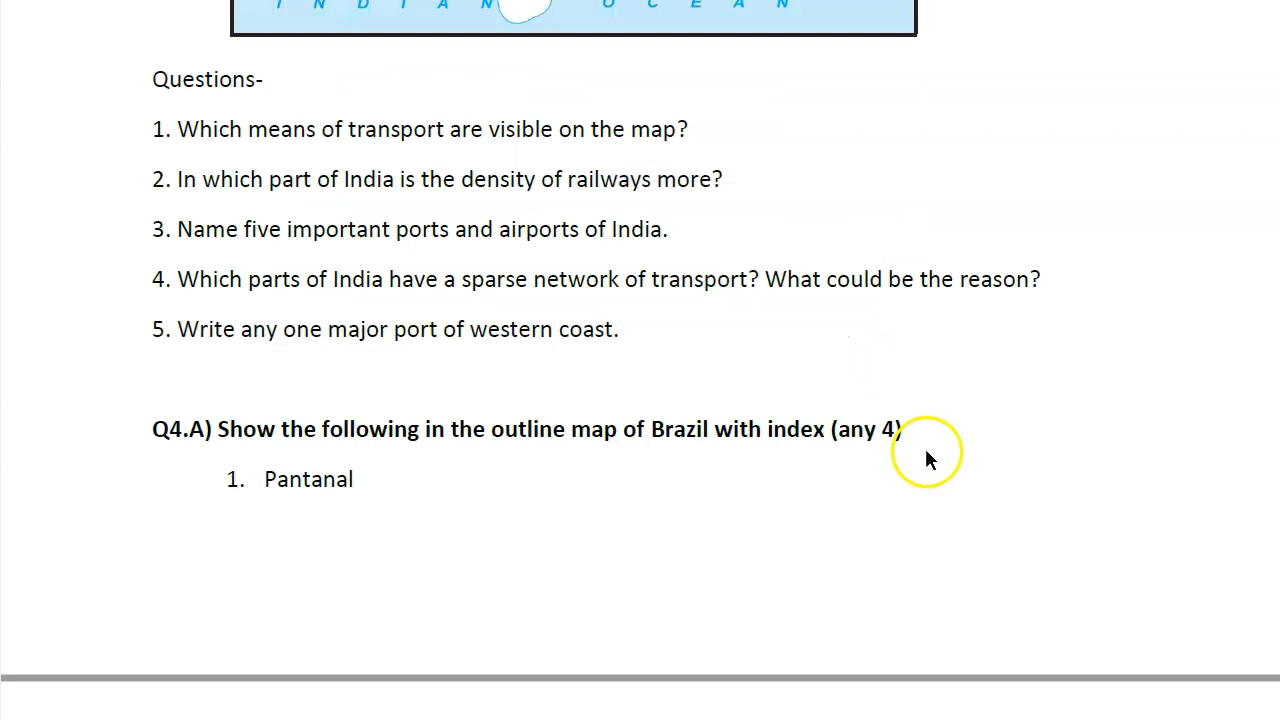 I N D I A N O C E A N
Questions-
1. Which means of transport are visible on the map?
2. In which part of India is the density of railways more?
3. Name five important ports and airports of India.
4. Which parts of India have a sparse network of transport? What could be the reason?
5. Write any one major port of western coast.
Q4.A) Show the following in the outline map of Brazil with index (any 4)
1. Pantanal